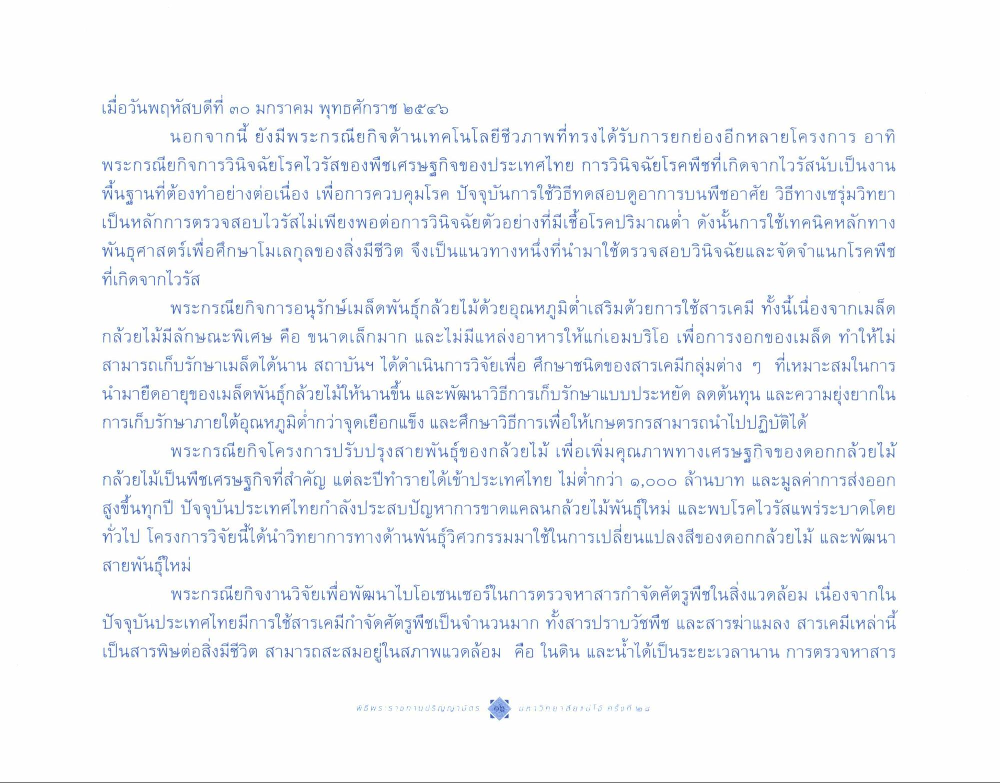 เมื่อวันพฤหัสบดีที่ ๓๐ มกราคม พุทธศักราช ๒๕๔๖
นอกจากนี้ ยังมีพระกรณียกิจด้านเทคโนโลยีชีวภาพที่ทรงได้รับการยกย่องอีกหลายโครงการ อาทิ
พระกรณียกิจการวินิจฉัยโรคไวรัสของพืชเศรษฐกิจของประเทศไทย การวินิจฉัยโรคพืชที่เกิดจากไวรัสนับเป็นงาน
พื้นฐานที่ต้องทำอย่างต่อเนื่อง เพื่อการควบคุมโรค ปัจจุบันการใช้วิธีทดสอบดูอาการบนพืชอาศัย วิธีทางเซรุ่มวิทยา
เป็นหลักการตรวจสอบไวรัสไม่เพียงพอต่อการวินิจฉัยตัวอย่างที่มีเชื้อโรคปริมาณต่ำ ดังนั้นการใช้เทคนิคหลักทาง
พันธุศาสตร์เพื่อศึกษาโมเลกุลของสิ่งมีชีวิต จึงเป็นแนวทางหนึ่งที่นำมาใช้ตรวจสอบวินิจฉัยและจัดจำแนกโรคพืช
ที่เกิดจากไวรัส
พระกรณียกิจการอนุรักษ์เมล็ดพันธุ์กล้วยไม้ด้วยอุณหภูมิต่ำเสริมด้วยการใช้สารเคมี ทั้งนี้เนื่องจากเมล็ด
กล้วยไม้มีลักษณะพิเศษ คือ ขนาดเล็กมาก และไม่มีแหล่งอาหารให้แก่เอมบริโอ เพื่อการงอกของเมล็ด ทำให้ไม่
สามารถเก็บรักษาเมล็ดได้นาน สถาบันฯ ได้ดำเนินการวิจัยเพื่อ ศึกษาชนิดของสารเคมีกลุ่มต่าง ๆ ที่เหมาะสมในการ
นำมายืดอายุของเมล็ดพันธุ์กล้วยไม้ให้นานขึ้น และพัฒนาวิธีการเก็บรักษาแบบประหยัด ลดต้นทุน และความยุ่งยากใน
การเก็บรักษาภายใต้อุณหภูมิต่ำกว่าจุดเยือกแข็ง และศึกษาวิธีการเพื่อให้เกษตรกรสามารถนำไปปฏิบัติได้
พระกรณียกิจโครงการปรับปรุงสายพันธุ์ของกล้วยไม้ เพื่อเพิ่มคุณภาพทางเศรษฐกิจของดอกกล้วยไม้
กล้วยไม้เป็นพืชเศรษฐกิจที่สำคัญ แต่ละปีทำรายได้เข้าประเทศไทย ไม่ต่ำกว่า ๑,๐๐๐ ล้านบาท และมูลค่าการส่งออก
สูงขึ้นทุกปี ปัจจุบันประเทศไทยกำลังประสบปัญหาการขาดแคลนกล้วยไม้พันธุ์ใหม่ และพบโรคไวรัสแพร่ระบาดโดย
ทั่วไป โครงการวิจัยนี้ได้นำวิทยาการทางด้านพันธุ์วิศวกรรมมาใช้ในการเปลี่ยนแปลงสีของดอกกล้วยไม้ และพัฒนา
สายพันธุ์ใหม่
พระกรณียกิจงานวิจัยเพื่อพัฒนาไบโอเซนเซอร์ในการตรวจหาสารกำจัดศัตรูพืชในสิ่งแวดล้อม เนื่องจากใน
ปัจจุบันประเทศไทยมีการใช้สารเคมีกำจัดศัตรูพืชเป็นจำนวนมาก ทั้งสารปราบวัชพืช และสารฆ่าแมลง สารเคมีเหล่านี้
เป็นสารพิษต่อสิ่งมีชีวิต สามารถสะสมอยู่ในสภาพแวดล้อม คือ ในดิน และน้ำได้เป็นระยะเวลานาน การตรวจหาสาร
พิธีพระราชทานปริญญาบัตร ๑๖ มหาวิทยาลัยแม่โจ้ ครั้งที่ ๒๘